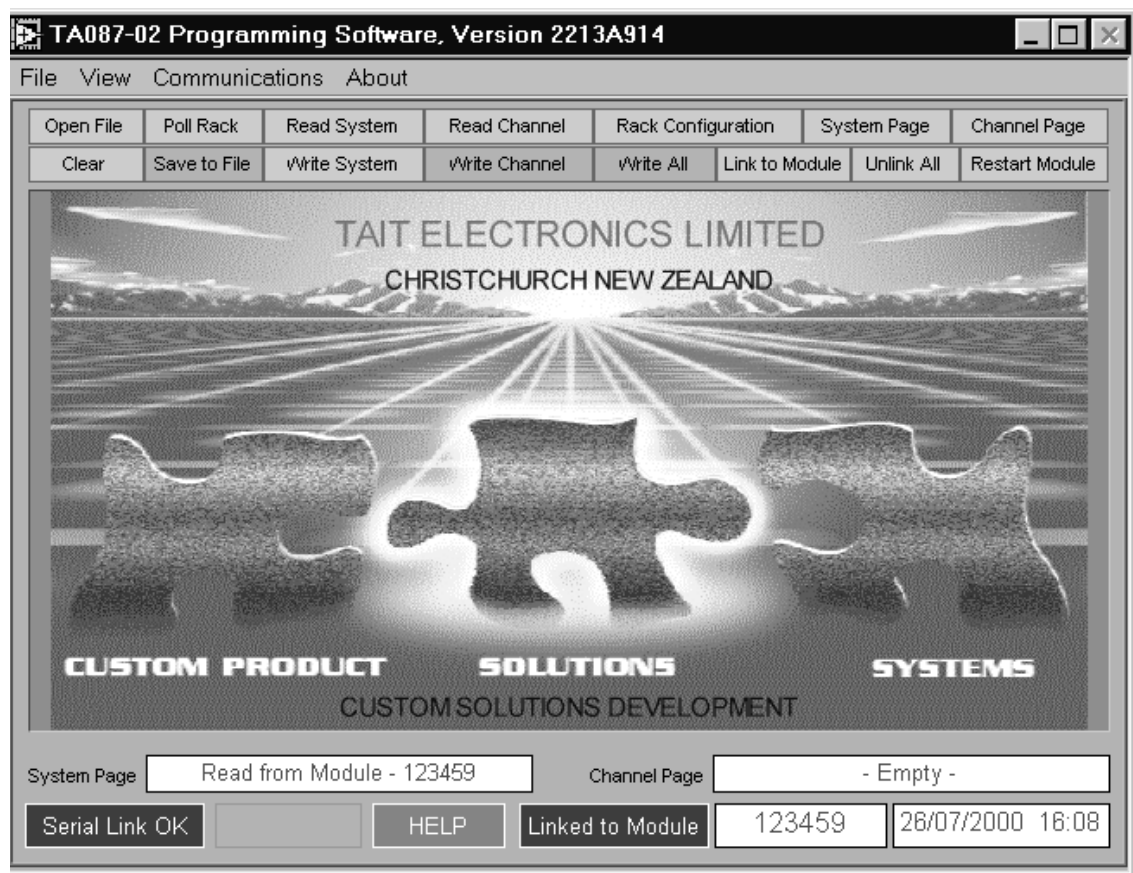 TA087-02 Programming Software, Version 2213A914
File View Communications About
Open File Poll Rack Read System Read Channel Rack Configuration System Page Channel Page
Clear Save to File Write System Write Channel Write All Link to Module Unlink All Restart Module
TAIT ELECTRONICS LIMITED
CHRISTCHURCH NEW ZEALAND
CUSTOM PRODUCT SOLUTIONS SYSTEMS
CUSTOM SOLUTIONS DEVELOPMENT
System Page Read from Module - 123459 Channel Page - Empty -
Serial Link OK HELP Linked to Module 123459 26/07/2000 16:08